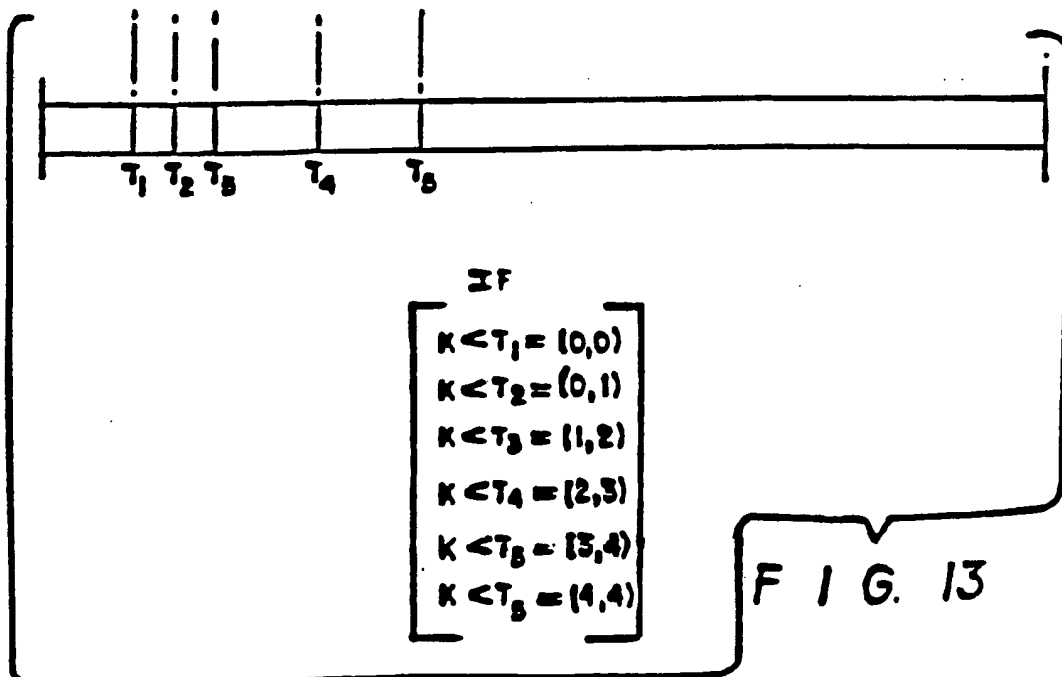 T₁ T₂ T₃ T₄ T₅
IF
K<T₁=(0,0)
K<T₂=(0,1)
K<T₃=(1,2)
K<T₄=(2,3)
K<T₅=(3,4)
K<T₅=(4,4)
FIG. 13